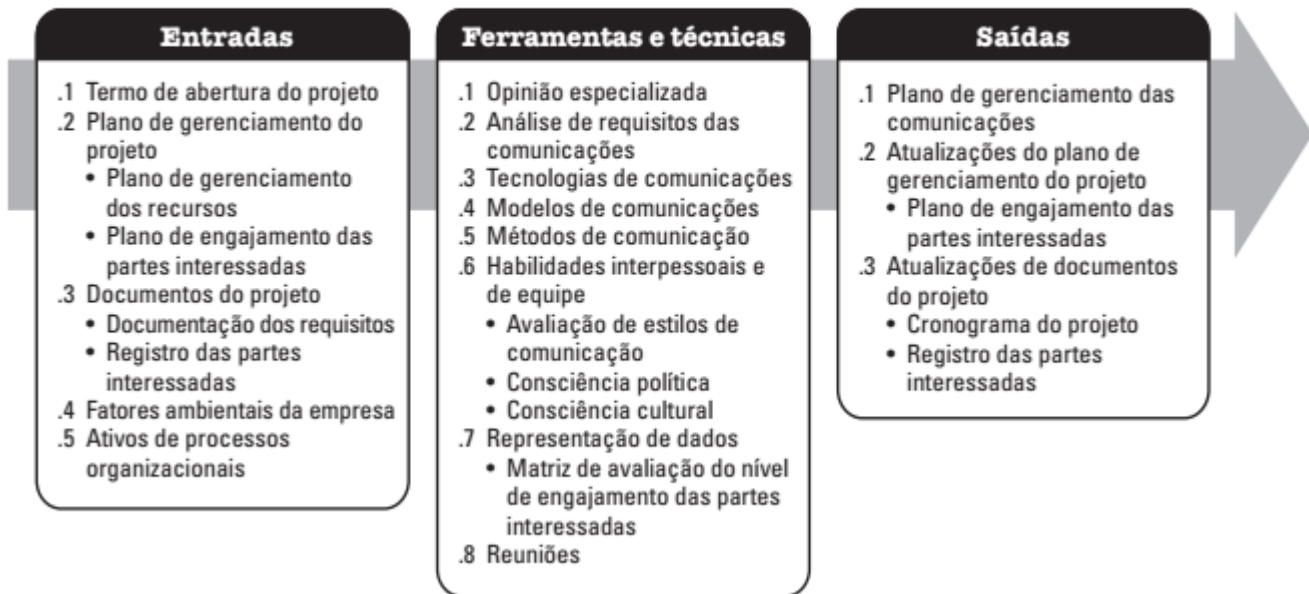 Entradas
.1 Termo de abertura do projeto
.2 Plano de gerenciamento do
projeto
• Plano de gerenciamento
dos recursos
• Plano de engajamento das
partes interessadas
.3 Documentos do projeto
• Documentação dos requisitos
• Registro das partes
interessadas
.4 Fatores ambientais da empresa
.5 Ativos de processos
organizacionais
Ferramentas e técnicas
.1 Opinião especializada
.2 Análise de requisitos das
comunicações
.3 Tecnologias de comunicações
.4 Modelos de comunicações
.5 Métodos de comunicação
.6 Habilidades interpessoais e
de equipe
• Avaliação de estilos de
comunicação
• Consciência política
• Consciência cultural
.7 Representação de dados
• Matriz de avaliação do nível
de engajamento das partes
interessadas
.8 Reuniões
Saídas
.1 Plano de gerenciamento das
comunicações
.2 Atualizações do plano de
gerenciamento do projeto
• Plano de engajamento das
partes interessadas
.3 Atualizações de documentos
do projeto
• Cronograma do projeto
• Registro das partes
interessadas